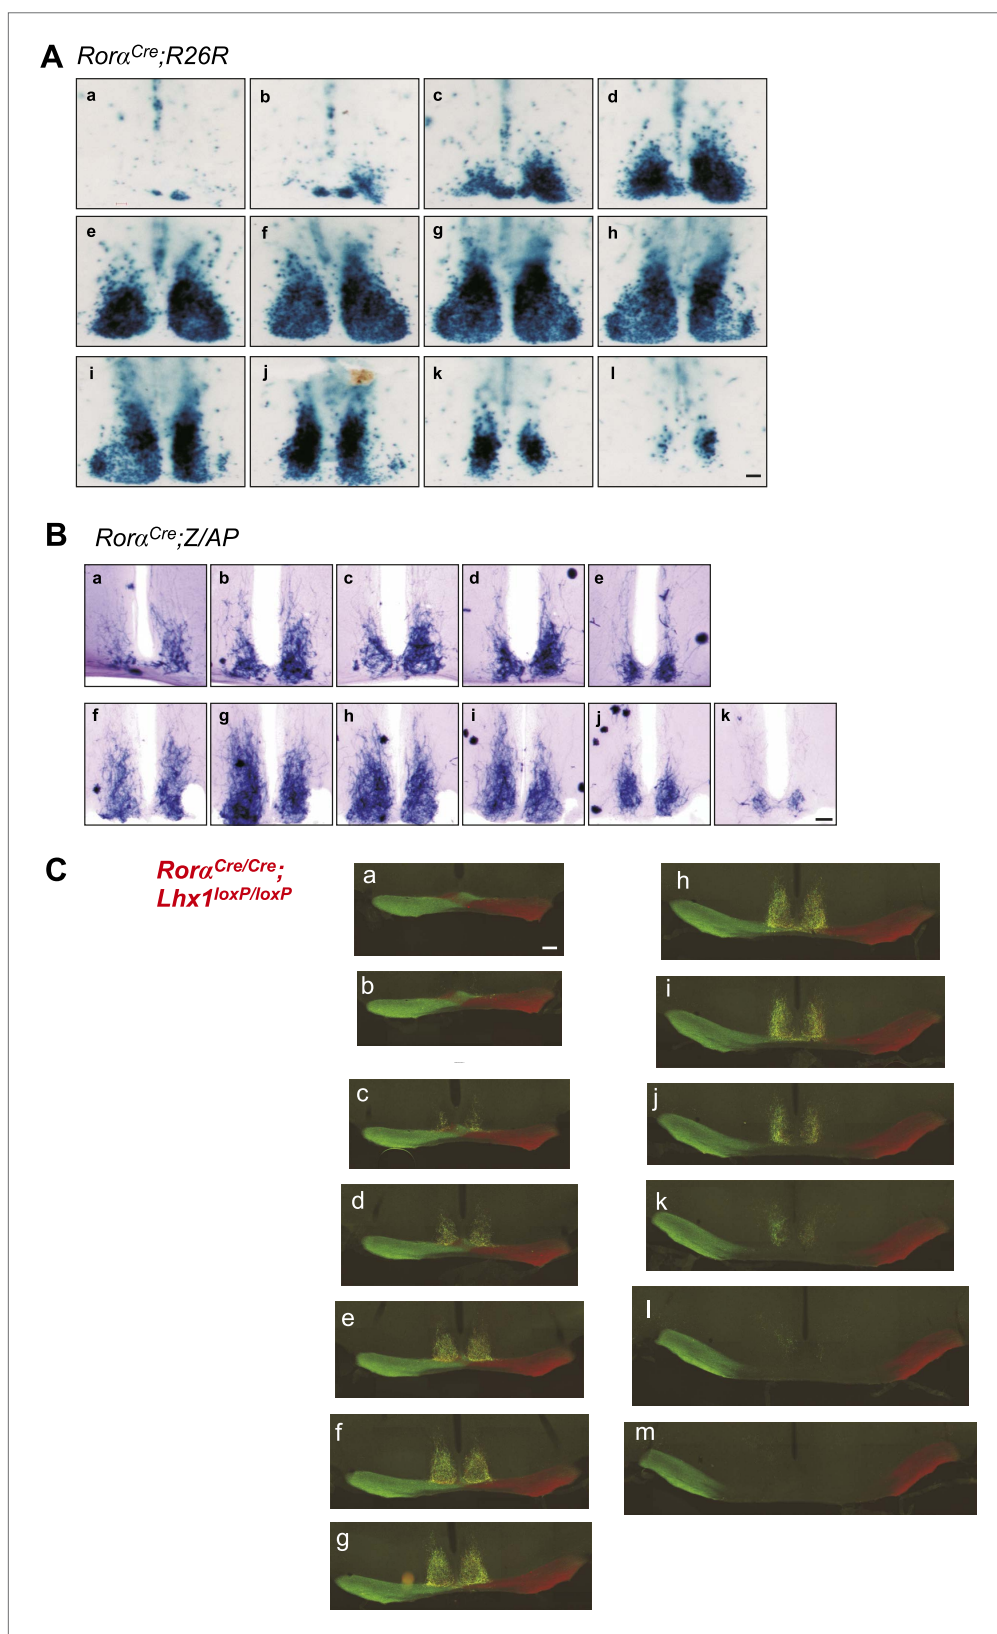 A Rorα^Cre;R26R
a b c d
e f g h
i j k l
B Rorα^Cre;Z/AP
a b c d e
f g h i j k
C Rorα^Cre/Cre;
Lhx1^loxP/loxP
a
b
c
d
e
f
g
h
i
j
k
l
m